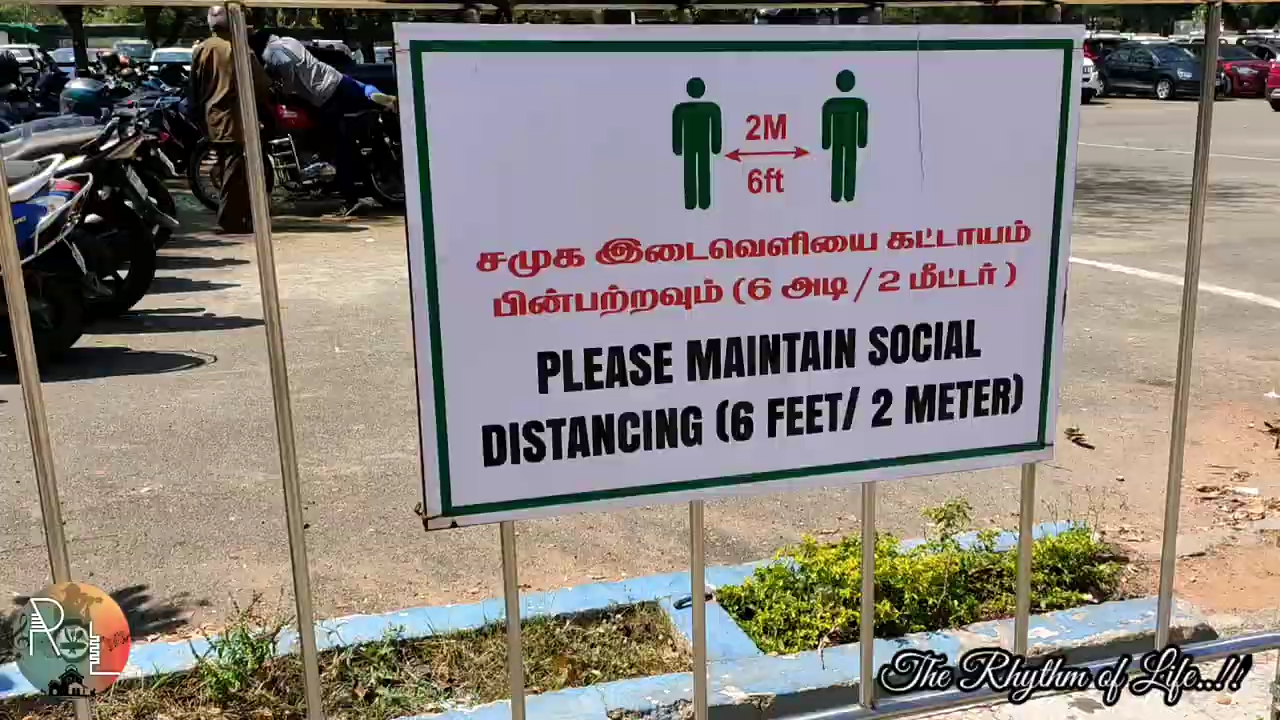 2M
6ft
சமுக இடைவெளியை கட்டாயம்
பின்பற்றவும் (6 அடி / 2 மீட்டர் )
PLEASE MAINTAIN SOCIAL
DISTANCING (6 FEET/ 2 METER)
R L
The Rhythm of Life...!!